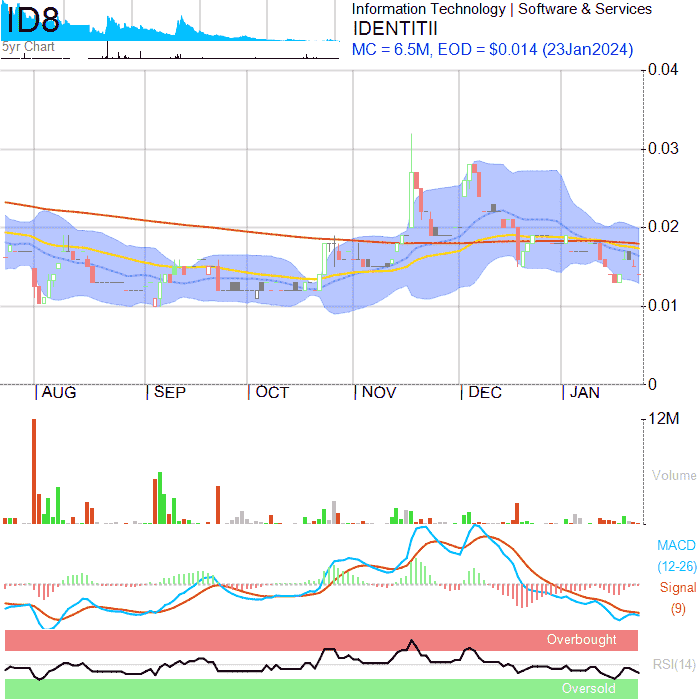 ID8
5yr Chart
Information Technology | Software & Services
IDENTITII
MC = 6.5M, EOD = $0.014 (23Jan2024)
0.04
0.03
0.02
0.01
0
AUG SEP OCT NOV DEC JAN
12M
Volume
MACD
(12-26)
Signal
(9)
Overbought
RSI(14)
Oversold